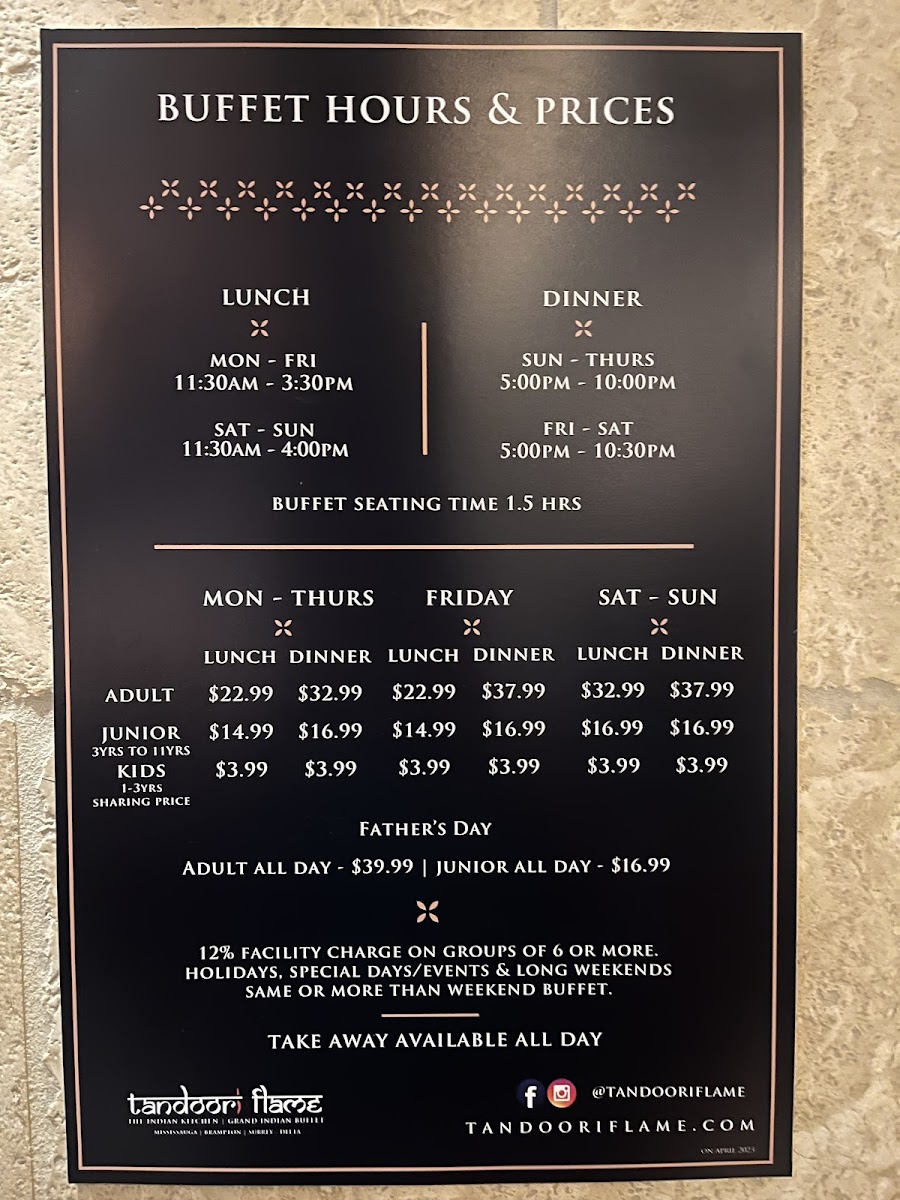 BUFFET HOURS & PRICES
LUNCH
MON - FRI
11:30AM - 3:30PM
SAT - SUN
11:30AM - 4:00PM
DINNER
SUN - THURS
5:00PM - 10:00PM
FRI - SAT
5:00PM - 10:30PM
BUFFET SEATING TIME 1.5 HRS
MON - THURS FRIDAY SAT - SUN
LUNCH DINNER LUNCH DINNER LUNCH DINNER
ADULT $22.99 $32.99 $22.99 $37.99 $32.99 $37.99
JUNIOR $14.99 $16.99 $14.99 $16.99 $16.99 $16.99
3YRS TO 11YRS
KIDS $3.99 $3.99 $3.99 $3.99 $3.99 $3.99
1-3YRS
SHARING PRICE
FATHER'S DAY
ADULT ALL DAY - $39.99 | JUNIOR ALL DAY - $16.99
12% FACILITY CHARGE ON GROUPS OF 6 OR MORE.
HOLIDAYS, SPECIAL DAYS/EVENTS & LONG WEEKENDS
SAME OR MORE THAN WEEKEND BUFFET.
TAKE AWAY AVAILABLE ALL DAY
tandoori flame
THE INDIAN KITCHEN | GRAND INDIAN BUFFET
MISSISSAUGA | BRAMPTON | SURREY - DELTA
@TANDOORIFLAME
TANDOORIFLAME.COM
ON APRIL 2023